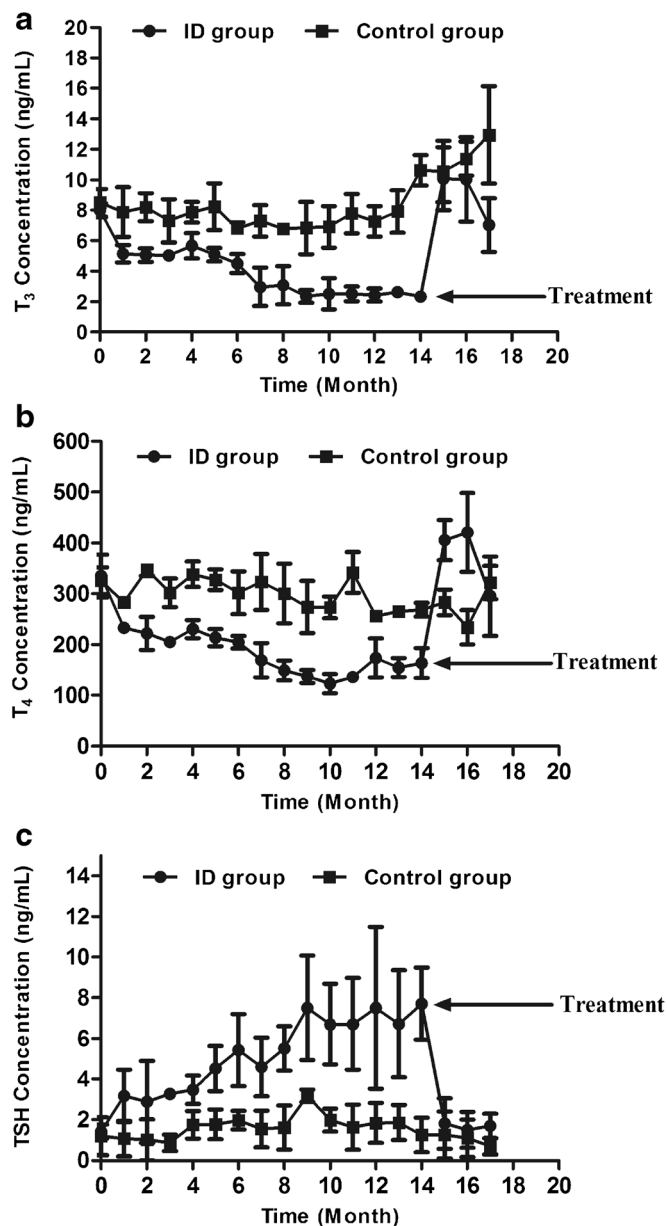 a
ID group Control group
T3 Concentration (ng/mL)
20
18
16
14
12
10
8
6
4
2
0
Treatment
0 2 4 6 8 10 12 14 16 18 20
Time (Month)
b
ID group Control group
T4 Concentration (ng/mL)
600
500
400
300
200
100
0
Treatment
0 2 4 6 8 10 12 14 16 18 20
Time (Month)
c
ID group Control group
TSH Concentration (ng/mL)
14
12
10
8
6
4
2
0
Treatment
0 2 4 6 8 10 12 14 16 18 20
Time (Month)